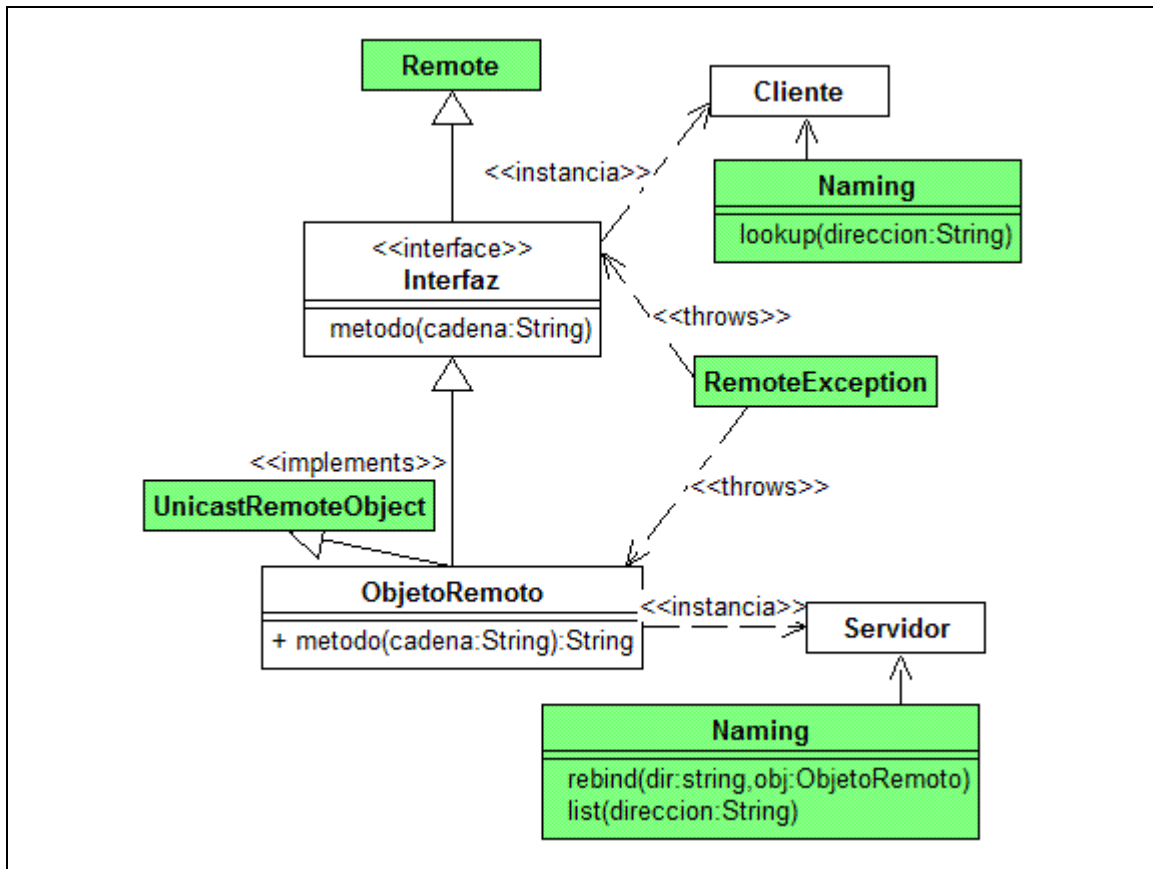 Remote
Cliente
<<instancia>>
Naming
lookup(direccion:String)
<<interface>>
Interfaz
metodo(cadena:String)
<<throws>>
RemoteException
<<implements>>
UnicastRemoteObject
<<throws>>
ObjetoRemoto
+ metodo(cadena:String):String
<<instancia>>
Servidor
Naming
rebind(dir:string,obj:ObjetoRemoto)
list(direccion:String)